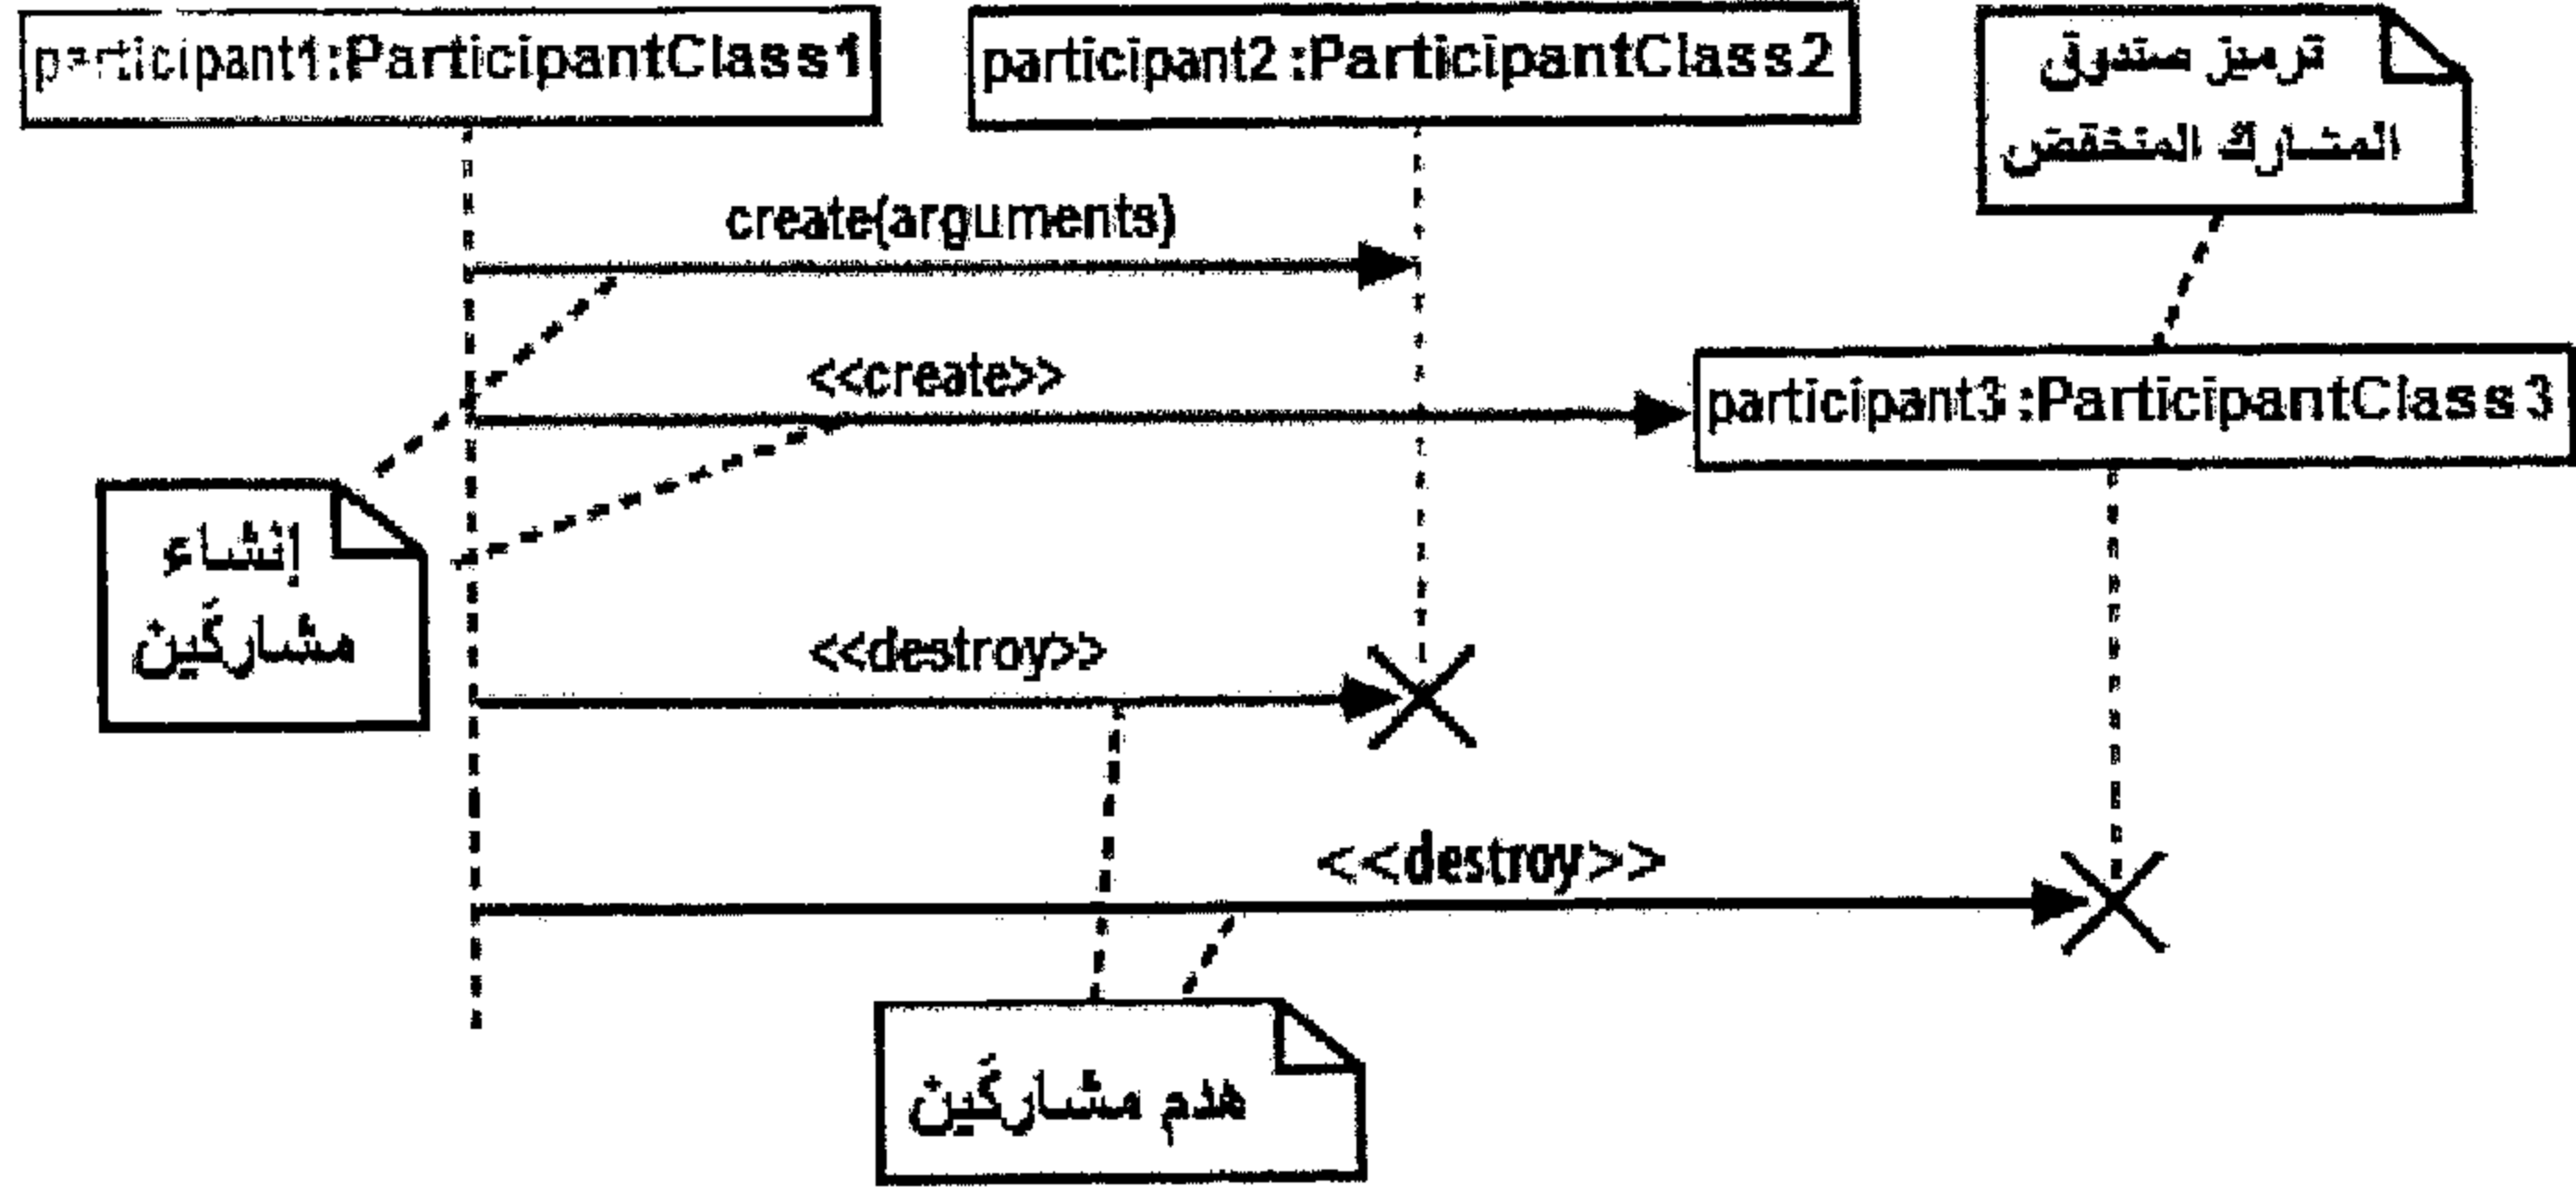 participant1:ParticipantClass1
participant2 :ParticipantClass2
ترميز صندوق
المشارك المنخفض
create(arguments)
<<create>>
participant3 :ParticipantClass3
إنشاء
مشاركَين
<<destroy>>
<<destroy>>
هدم مشاركَين